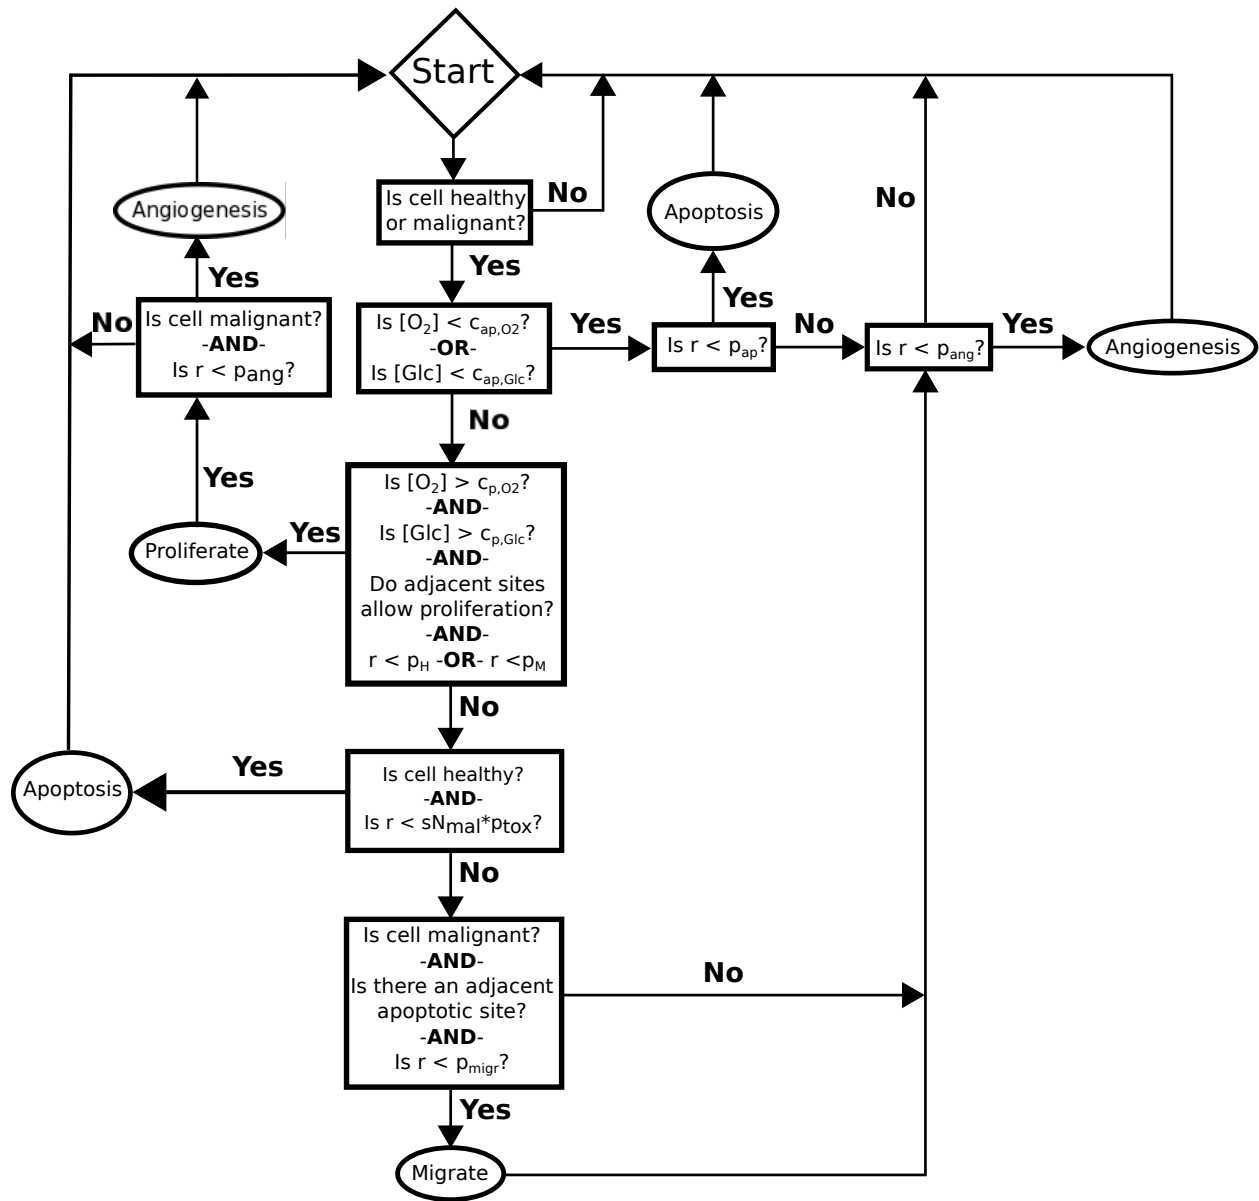 Start
Is cell healthy
or malignant?
No
Yes
Angiogenesis
Yes
Is cell malignant?
-AND-
Is r < pang?
No
Is [O2] < cap,O2?
-OR-
Is [Glc] < cap,Glc?
Yes
No
Apoptosis
Yes
Is r < pap?
No
No
Is r < pang?
Yes
Angiogenesis
Is [O2] > cp,O2?
-AND-
Is [Glc] > cp,Glc?
-AND-
Do adjacent sites
allow proliferation?
-AND-
r < pH -OR- r <pM
Yes
Proliferate
Yes
No
Is cell healthy?
-AND-
Is r < sNmal*ptox?
Yes
Apoptosis
No
Is cell malignant?
-AND-
Is there an adjacent
apoptotic site?
-AND-
Is r < pmigr?
No
Yes
Migrate